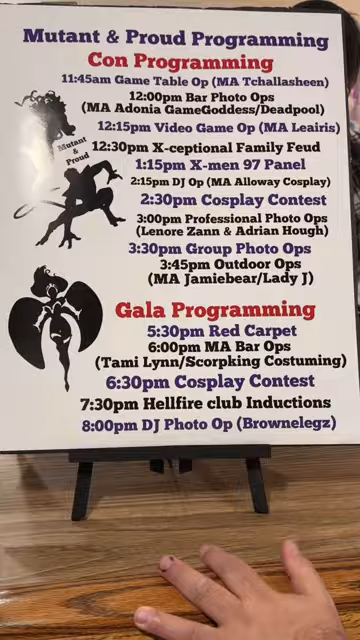 Mutant & Proud Programming
Con Programming
11:45am Game Table Op (MA Tchallasheen)
12:00pm Bar Photo Ops
(MA Adonia GameGoddess/Deadpool)
12:15pm Video Game Op (MA Leairis)
Mutant
&
Proud
12:30pm X-ceptional Family Feud
1:15pm X-men 97 Panel
2:15pm DJ Op (MA Alloway Cosplay)
2:30pm Cosplay Contest
3:00pm Professional Photo Ops
(Lenore Zann & Adrian Hough)
3:30pm Group Photo Ops
3:45pm Outdoor Ops
(MA Jamiebear/Lady J)
Gala Programming
5:30pm Red Carpet
6:00pm MA Bar Ops
(Tami Lynn/Scorpking Costuming)
6:30pm Cosplay Contest
7:30pm Hellfire club Inductions
8:00pm DJ Photo Op (Brownelegz)